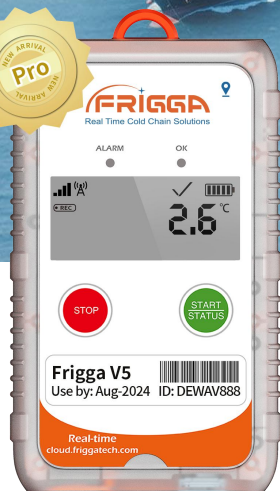 NEW ARRIVAL
Pro
NEW ARRIVAL
FRIGGA
Real Time Cold Chain Solutions
ALARM OK
(A)
REC
2.6 °C
STOP
START
STATUS
Frigga V5
Use by: Aug-2024 ID: DEWAV888
Real-time
cloud.friggatech.com